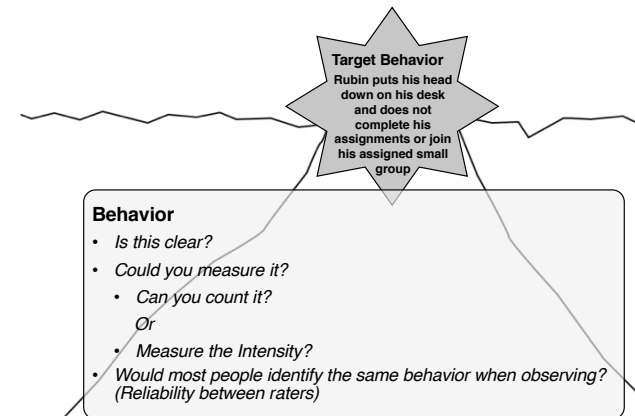 Target Behavior
Rubin puts his head
down on his desk
and does not
complete his
assignments or join
his assigned small
group
Behavior
• Is this clear?
• Could you measure it?
• Can you count it?
Or
• Measure the Intensity?
• Would most people identify the same behavior when observing?
(Reliability between raters)